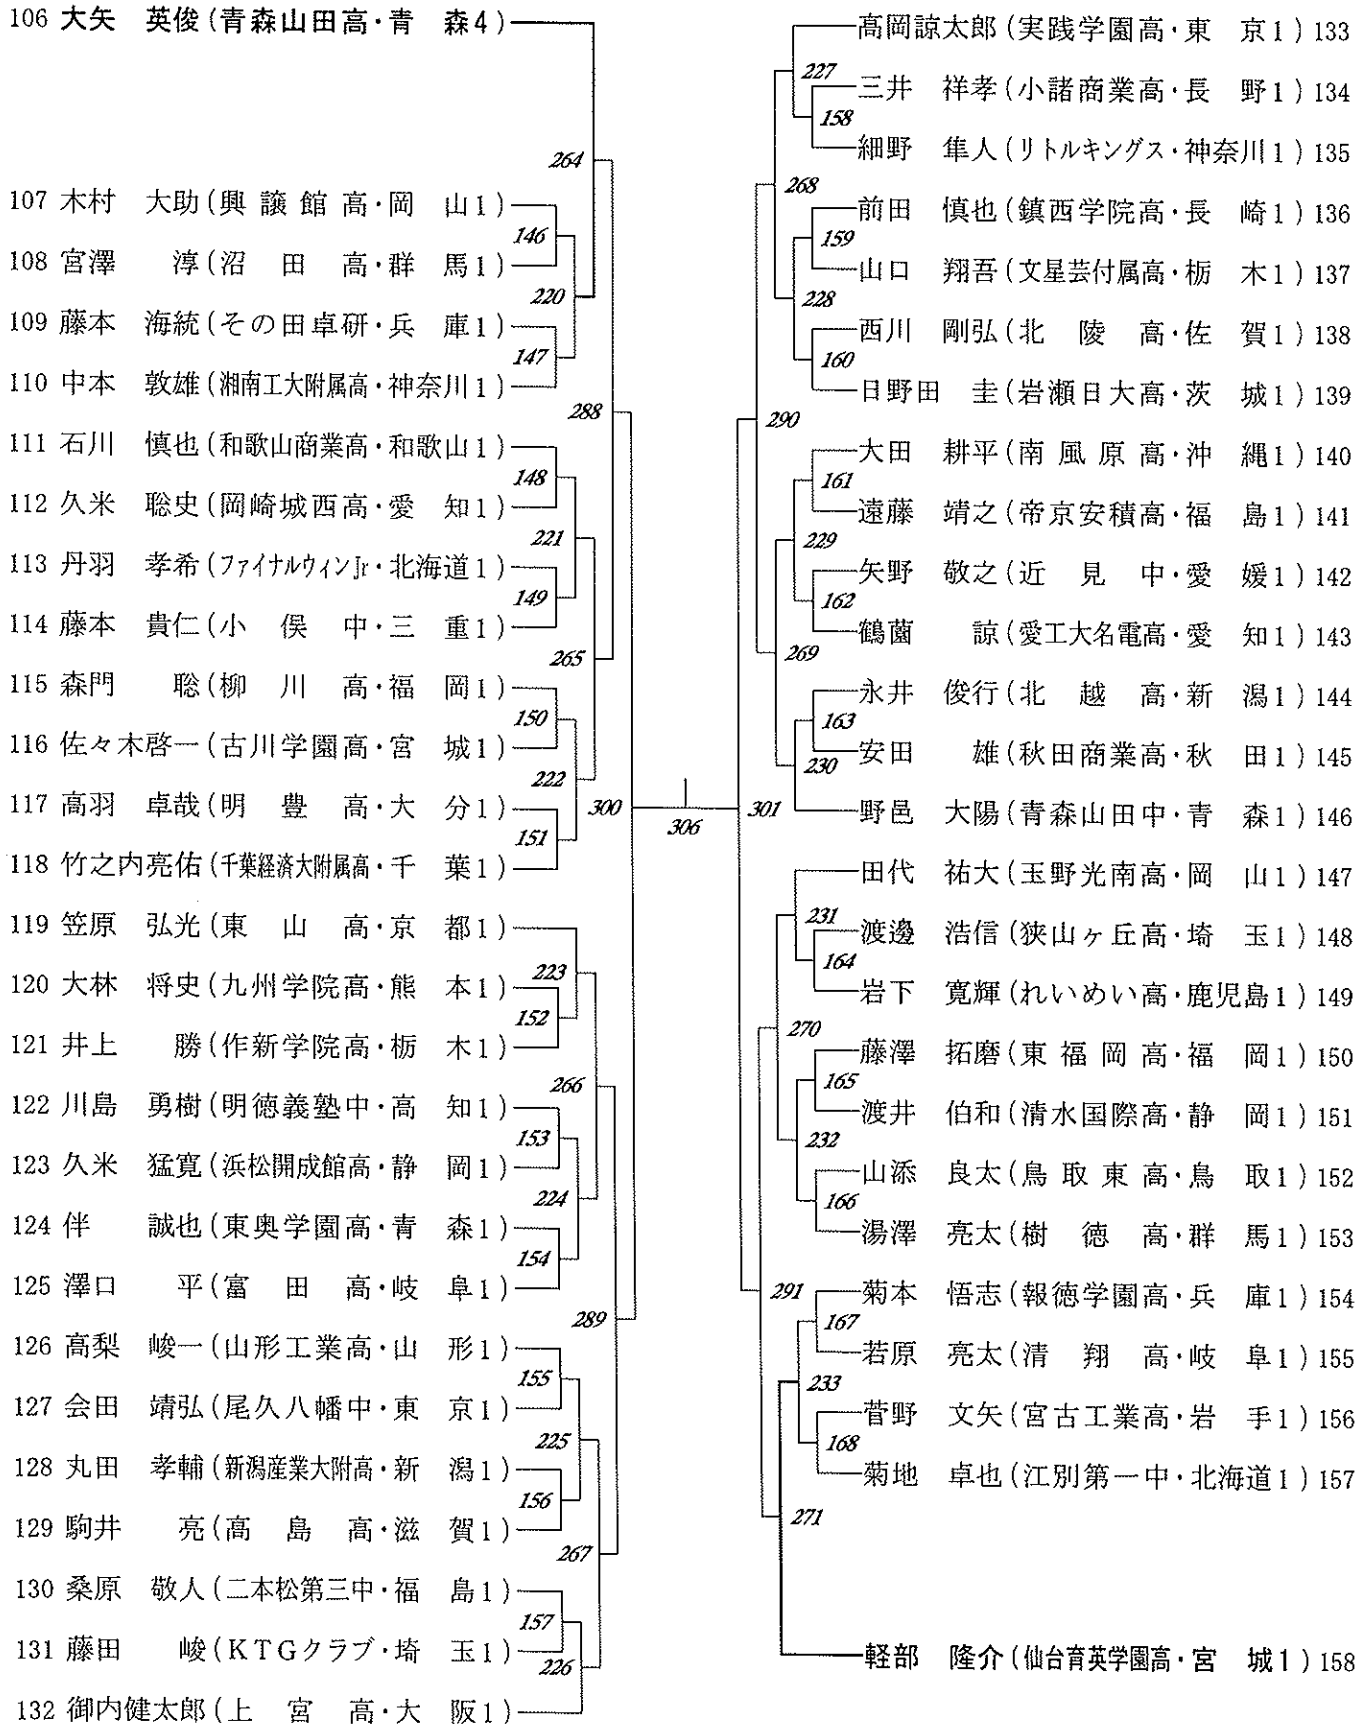 106 大矢　英俊(青森山田高・青　森4)
264
107 木村　大助(興 譲 館 高・岡　山1)
146
108 宮澤　　淳(沼　田　高・群　馬1)
220
109 藤本　海統(その田卓研・兵　庫1)
147
110 中本　敦雄(湘南工大附属高・神奈川1)
288
111 石川　慎也(和歌山商業高・和歌山1)
148
112 久米　聡史(岡崎城西高・愛　知1)
221
113 丹羽　孝希(ファイナルウィンJr・北海道1)
149
114 藤本　貴仁(小　俣　中・三　重1)
265
115 森門　　聡(柳　川　高・福　岡1)
150
116 佐々木啓一(古川学園高・宮　城1)
222
117 高羽　卓哉(明　豊　高・大　分1)
300
151
118 竹之内亮佑(千葉経済大附属高・千　葉1)
119 笠原　弘光(東　山　高・京　都1)
223
120 大林　将史(九州学院高・熊　本1)
152
121 井上　　勝(作新学院高・栃　木1)
266
122 川島　勇樹(明徳義塾中・高　知1)
153
123 久米　猛寛(浜松開成館高・静　岡1)
224
124 伴　　誠也(東奥学園高・青　森1)
154
125 澤口　　平(富　田　高・岐　阜1)
289
126 高梨　峻一(山形工業高・山　形1)
155
127 会田　靖弘(尾久八幡中・東　京1)
225
128 丸田　孝輔(新潟産業大附高・新　潟1)
156
129 駒井　　亮(高　島　高・滋　賀1)
267
130 桑原　敬人(二本松第三中・福　島1)
157
131 藤田　　峻(KTGクラブ・埼　玉1)
226
132 御内健太郎(上　宮　高・大　阪1)
306
髙岡諒太郎(実践学園高・東　京1) 133
227
三井　祥孝(小諸商業高・長　野1) 134
158
細野　隼人(リトルキングス・神奈川1) 135
268
前田　慎也(鎮西学院高・長　崎1) 136
159
山口　翔吾(文星芸付属高・栃　木1) 137
228
西川　剛弘(北　陵　高・佐　賀1) 138
160
日野田　圭(岩瀬日大高・茨　城1) 139
290
大田　耕平(南 風 原 高・沖　縄1) 140
161
遠藤　靖之(帝京安積高・福　島1) 141
229
矢野　敬之(近　見　中・愛　媛1) 142
162
鶴薗　　諒(愛工大名電高・愛　知1) 143
269
永井　俊行(北　越　高・新　潟1) 144
163
安田　　雄(秋田商業高・秋　田1) 145
230
野邑　大陽(青森山田中・青　森1) 146
301
田代　祐大(玉野光南高・岡　山1) 147
231
渡邊　浩信(狭山ヶ丘高・埼　玉1) 148
164
岩下　寛輝(れいめい高・鹿児島1) 149
270
藤澤　拓磨(東 福 岡 高・福　岡1) 150
165
渡井　伯和(清水国際高・静　岡1) 151
232
山添　良太(鳥 取 東 高・鳥　取1) 152
166
湯澤　亮太(樹　徳　高・群　馬1) 153
291
菊本　悟志(報徳学園高・兵　庫1) 154
167
若原　亮太(清　翔　高・岐　阜1) 155
233
菅野　文矢(宮古工業高・岩　手1) 156
168
菊地　卓也(江別第一中・北海道1) 157
271
軽部　隆介(仙台育英学園高・宮　城1) 158